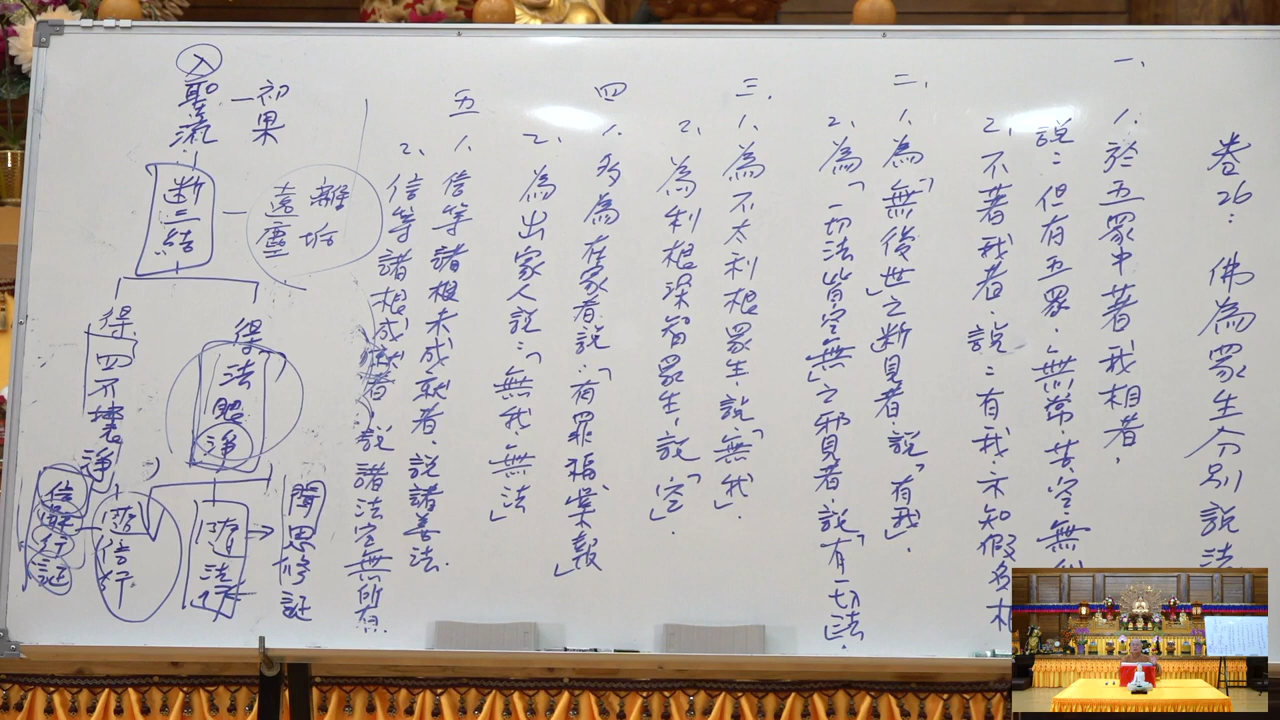 卷26：佛為眾生分別說法
一、
1、於五眾中著我相者，
說：但有五眾，無常、苦、空、無
2、不著我者，說：有我，亦知假名
二、
1、為「無後世」之斷見者，說「有我」．
2、為「一切法皆空無」之邪見者，說「有一切法」．
三、
1、為不太利根眾生，說「無我」．
2、為利根深智眾生，說「空」．
四
1、多為在家者說：「有罪福業報」
2、為出家人說：「無我、無法」
五
1、信等諸根未成就者，說諸善法．
2、信等諸根成就者，說諸法空無所有．
初果
入聖流
斷三結
離垢
遠塵
得法眼淨
得四不壞淨
聞思修証
隨法行
隨信行
信解行証